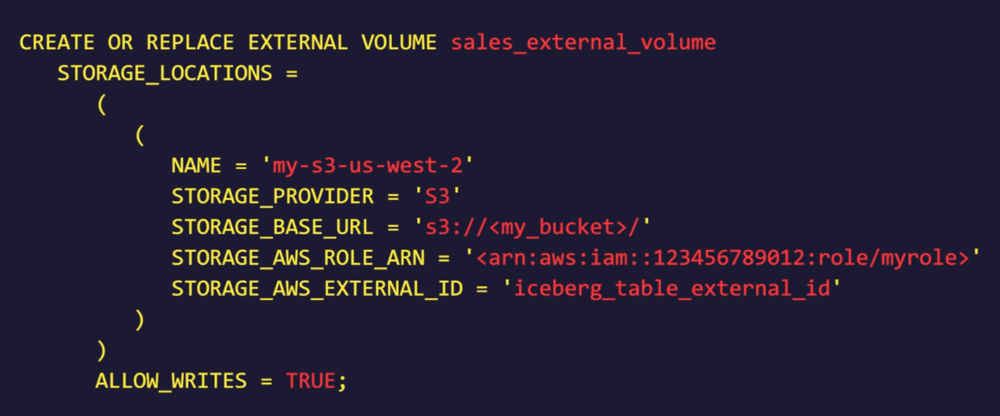 CREATE OR REPLACE EXTERNAL VOLUME sales_external_volume
STORAGE_LOCATIONS =
(
(
NAME = 'my-s3-us-west-2'
STORAGE_PROVIDER = 'S3'
STORAGE_BASE_URL = 's3://<my_bucket>/'
STORAGE_AWS_ROLE_ARN = '<arn:aws:iam::123456789012:role/myrole>'
STORAGE_AWS_EXTERNAL_ID = 'iceberg_table_external_id'
)
)
ALLOW_WRITES = TRUE;